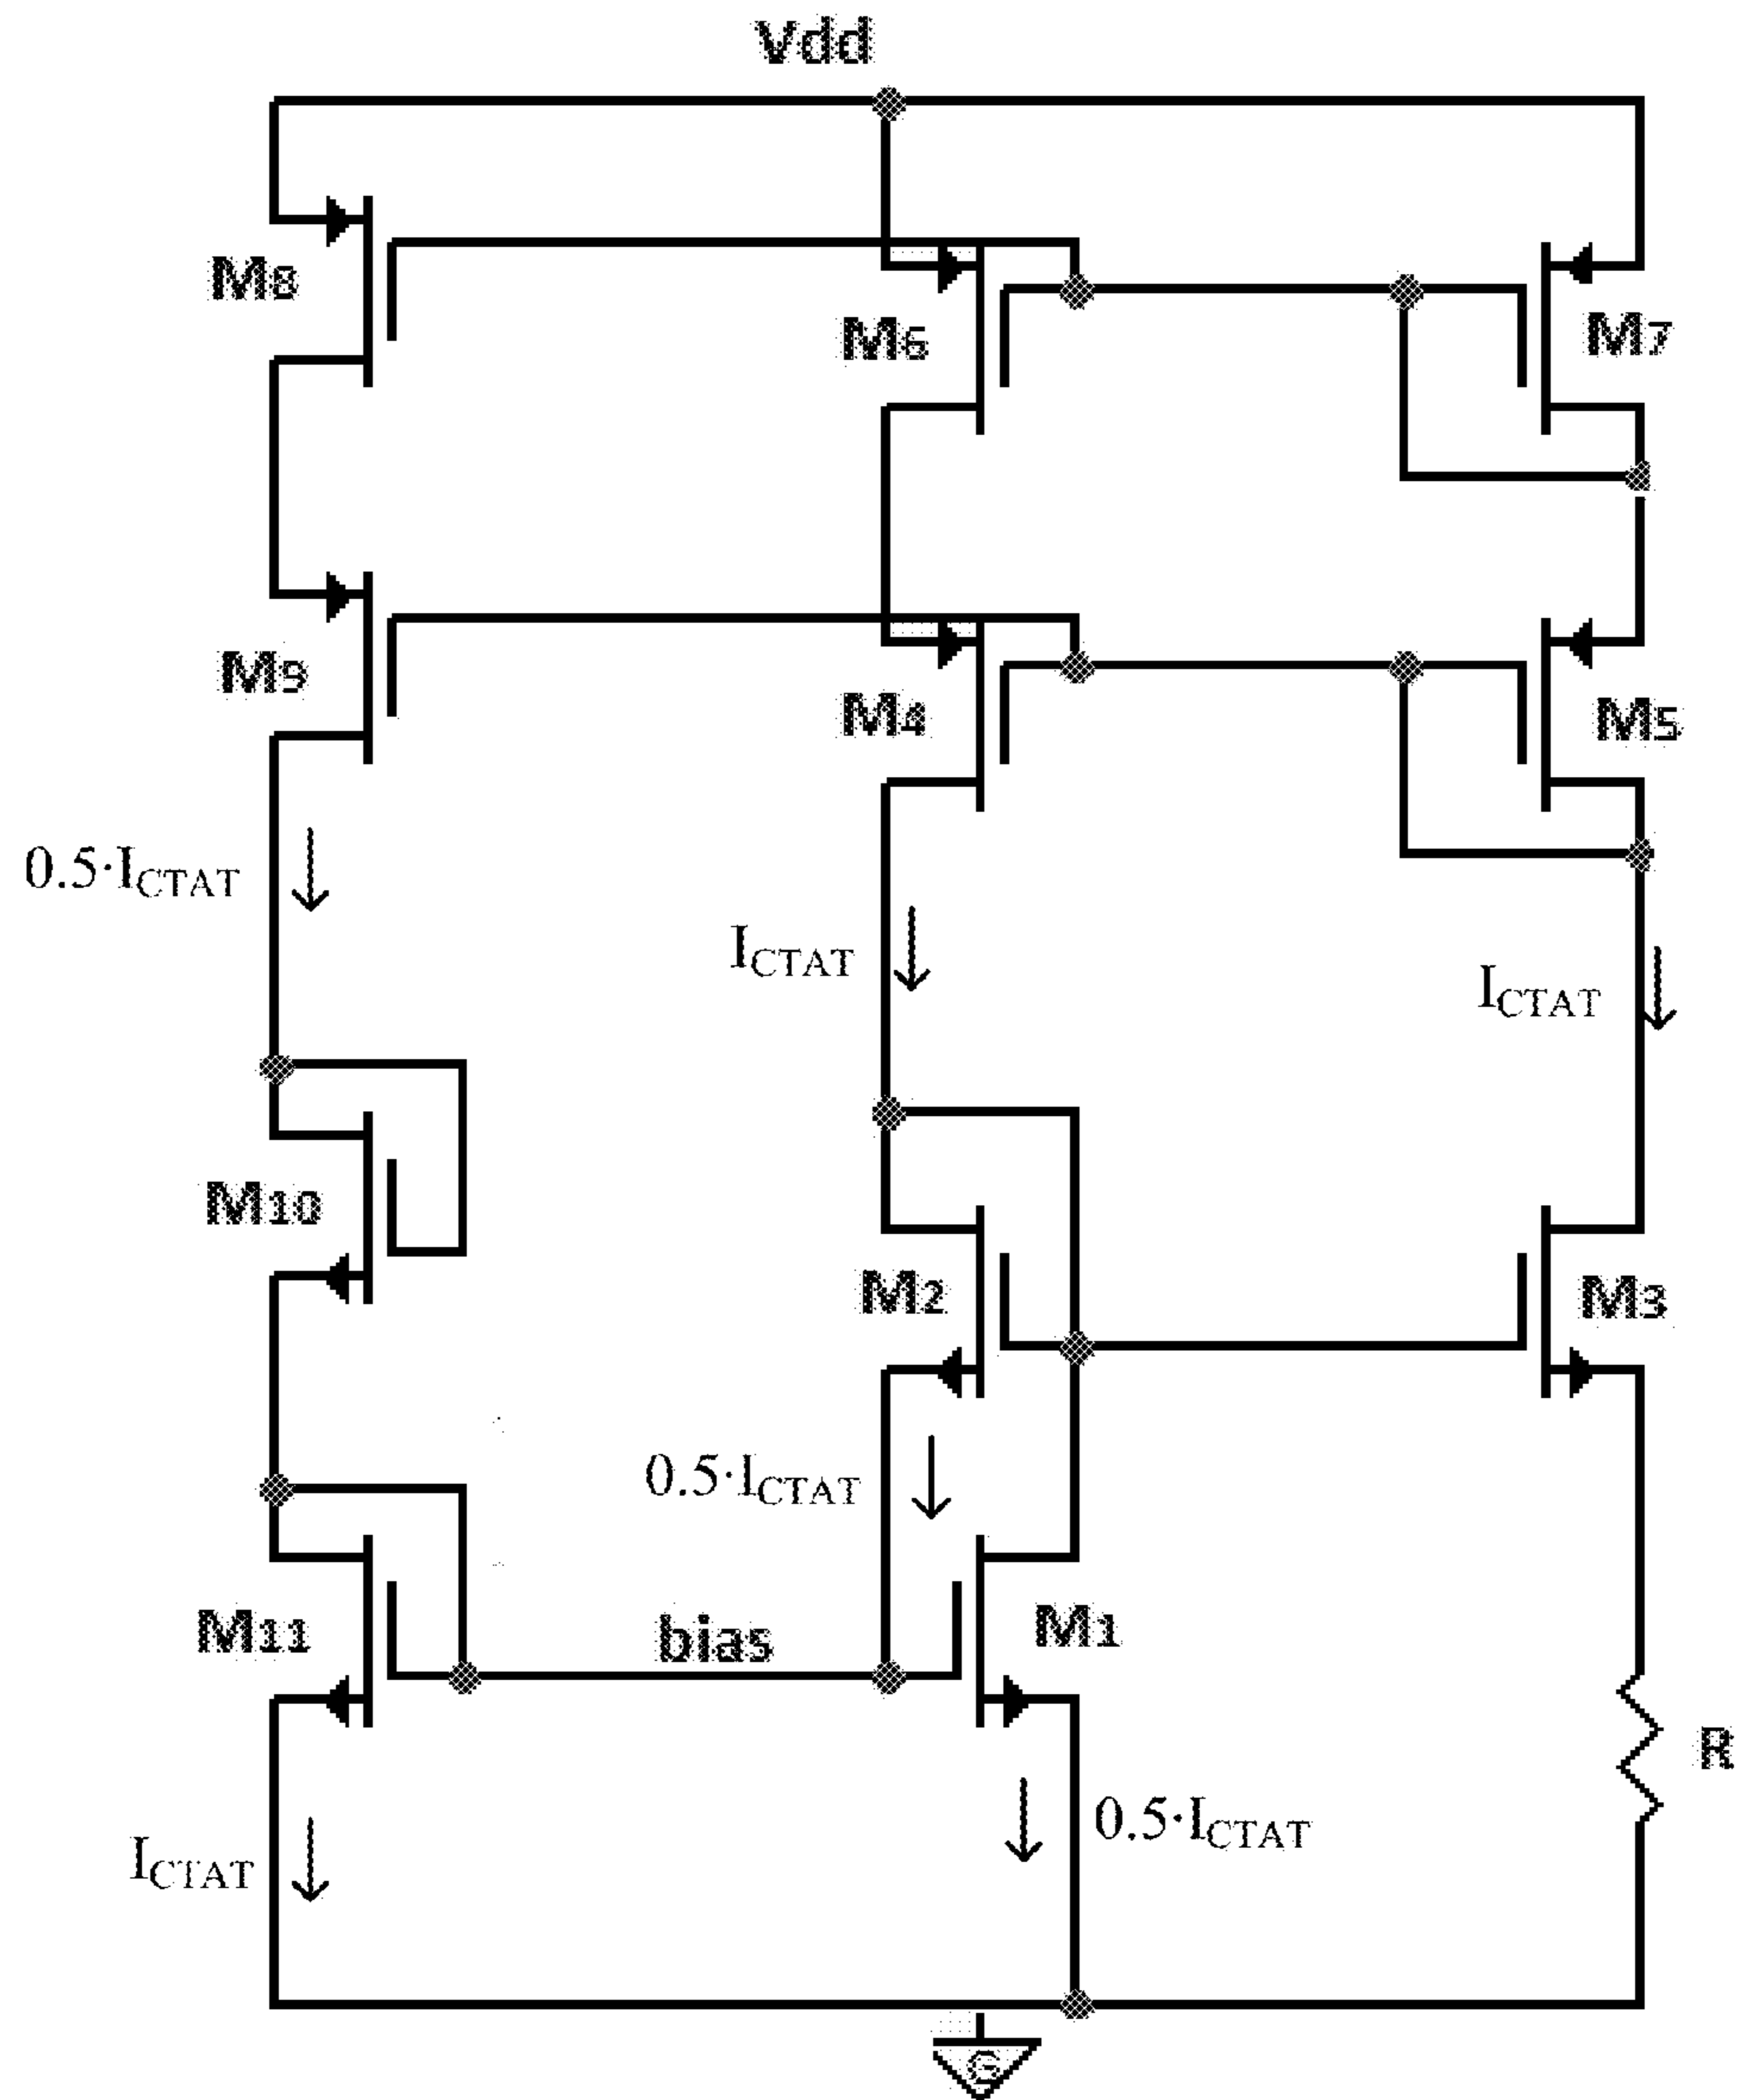 Vdd
M8
M6
M7
M9
M4
M5
0.5·ICTAT
ICTAT
ICTAT
M10
M2
M3
0.5·ICTAT
M11
bias
M1
R
ICTAT
0.5·ICTAT
G